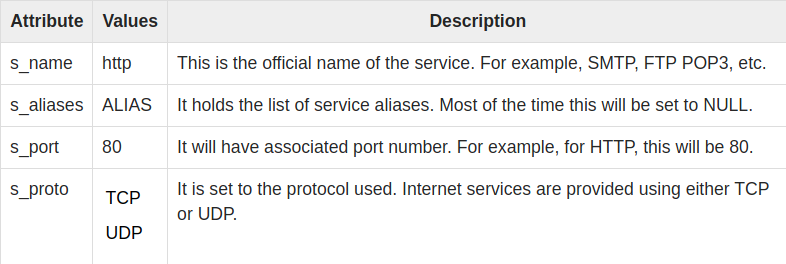 Attribute Values Description
s_name http This is the official name of the service. For example, SMTP, FTP POP3, etc.
s_aliases ALIAS It holds the list of service aliases. Most of the time this will be set to NULL.
s_port 80 It will have associated port number. For example, for HTTP, this will be 80.
s_proto TCP It is set to the protocol used. Internet services are provided using either TCP
UDP or UDP.